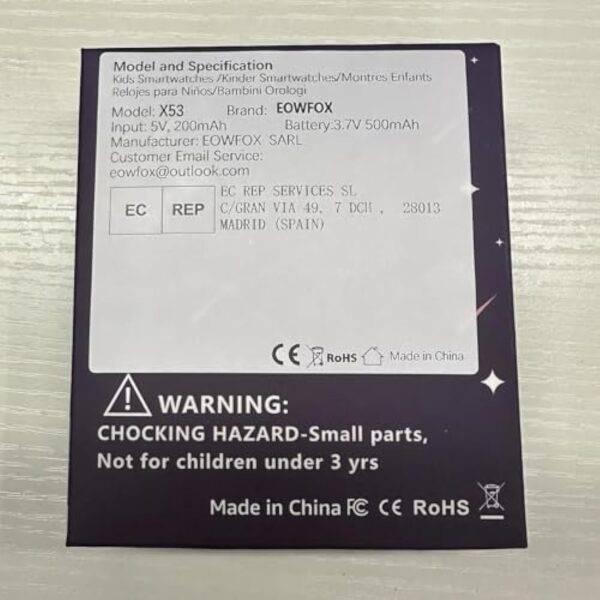 Model and Specification
Kids Smartwatches /Kinder Smartwatches/Montres Enfants
Relojes para Niños/Bambini Orologi
Model: X53 Brand: EOWFOX
Input: 5V, 200mAh Battery:3.7V 500mAh
Manufacturer: EOWFOX SARL
Customer Email Service:
eowfox@outlook.com
EC REP
EC REP SERVICES SL
C/GRAN VIA 49, 7 DCH , 28013
MADRID (SPAIN)
CE RoHS Made in China
WARNING:
CHOCKING HAZARD-Small parts,
Not for children under 3 yrs
Made in China FC CE RoHS